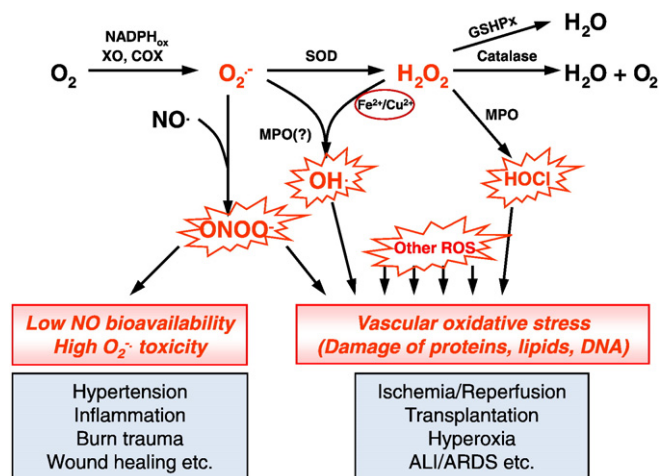 GSHPx
H₂O
NADPHₒₓ
XO, COX
SOD
Catalase
O₂
O₂·⁻
H₂O₂
H₂O + O₂
Fe²⁺/Cu²⁺
NO·
MPO(?)
MPO
OH·
HOCl
ONOO⁻
Other ROS
Low NO bioavailability
High O₂⁻· toxicity
Vascular oxidative stress
(Damage of proteins, lipids, DNA)
Hypertension
Inflammation
Burn trauma
Wound healing etc.
Ischemia/Reperfusion
Transplantation
Hyperoxia
ALI/ARDS etc.